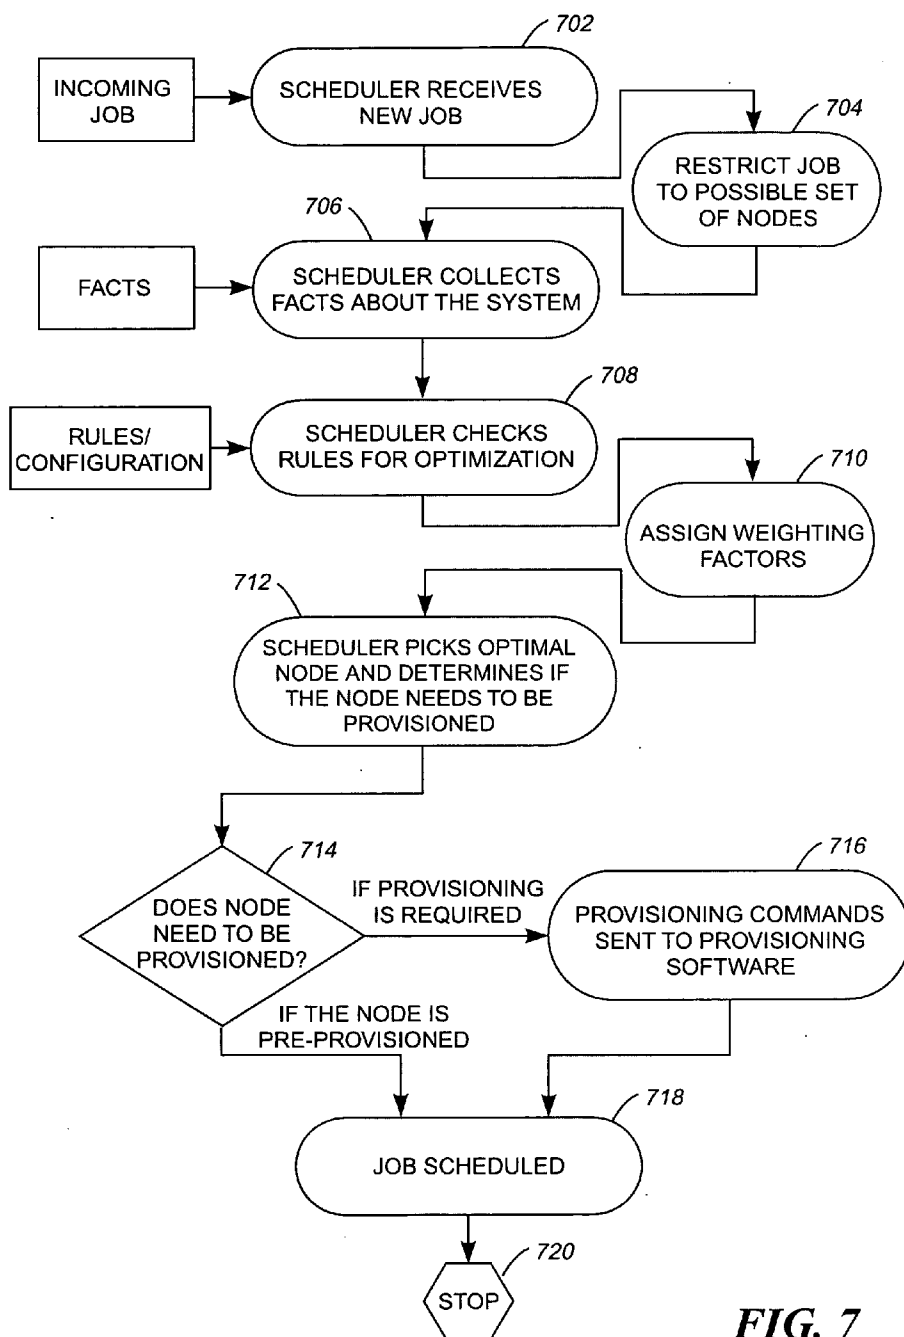 702
INCOMING
JOB
SCHEDULER RECEIVES
NEW JOB
704
RESTRICT JOB
TO POSSIBLE SET
OF NODES
706
FACTS
SCHEDULER COLLECTS
FACTS ABOUT THE SYSTEM
708
RULES/
CONFIGURATION
SCHEDULER CHECKS
RULES FOR OPTIMIZATION
710
ASSIGN WEIGHTING
FACTORS
712
SCHEDULER PICKS OPTIMAL
NODE AND DETERMINES IF
THE NODE NEEDS TO BE
PROVISIONED
714
DOES NODE
NEED TO BE
PROVISIONED?
IF PROVISIONING
IS REQUIRED
716
PROVISIONING COMMANDS
SENT TO PROVISIONING
SOFTWARE
IF THE NODE IS
PRE-PROVISIONED
718
JOB SCHEDULED
720
STOP
FIG. 7